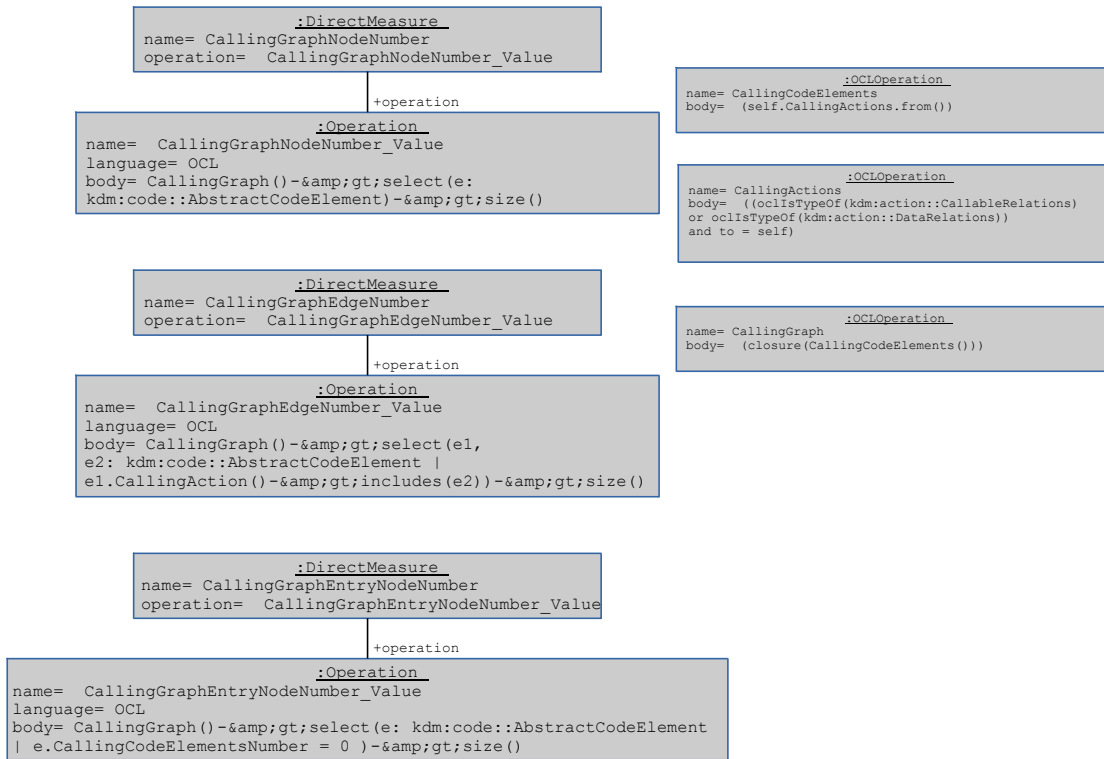 :DirectMeasure
name= CallingGraphNodeNumber
operation= CallingGraphNodeNumber_Value
+operation
:Operation
name= CallingGraphNodeNumber_Value
language= OCL
body= CallingGraph()-&amp;gt;select(e:
kdm:code::AbstractCodeElement)-&amp;gt;size()
:DirectMeasure
name= CallingGraphEdgeNumber
operation= CallingGraphEdgeNumber_Value
+operation
:Operation
name= CallingGraphEdgeNumber_Value
language= OCL
body= CallingGraph()-&amp;gt;select(e1,
e2: kdm:code::AbstractCodeElement |
e1.CallingAction()-&amp;gt;includes(e2))-&amp;gt;size()
:DirectMeasure
name= CallingGraphEntryNodeNumber
operation= CallingGraphEntryNodeNumber_Value
+operation
:Operation
name= CallingGraphEntryNodeNumber_Value
language= OCL
body= CallingGraph()-&amp;gt;select(e: kdm:code::AbstractCodeElement
| e.CallingCodeElementsNumber = 0 )-&amp;gt;size()
:OCLOperation
name= CallingCodeElements
body= (self.CallingActions.from())
:OCLOperation
name= CallingActions
body= ((oclIsTypeOf(kdm:action::CallableRelations)
or oclIsTypeOf(kdm:action::DataRelations))
and to = self)
:OCLOperation
name= CallingGraph
body= (closure(CallingCodeElements()))